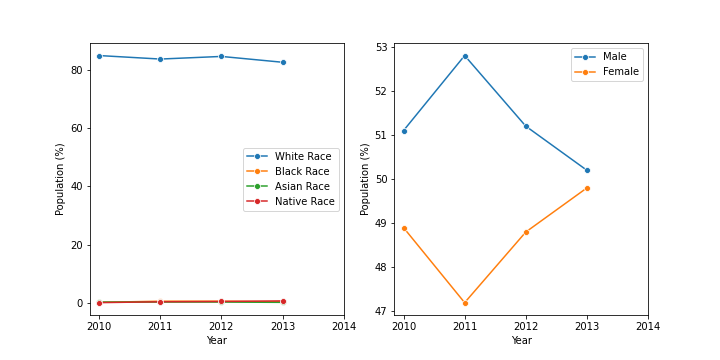 80
60
40
20
0
Population (%)
2010 2011 2012 2013 2014
Year
White Race
Black Race
Asian Race
Native Race
53
52
51
50
49
48
47
Population (%)
2010 2011 2012 2013 2014
Year
Male
Female